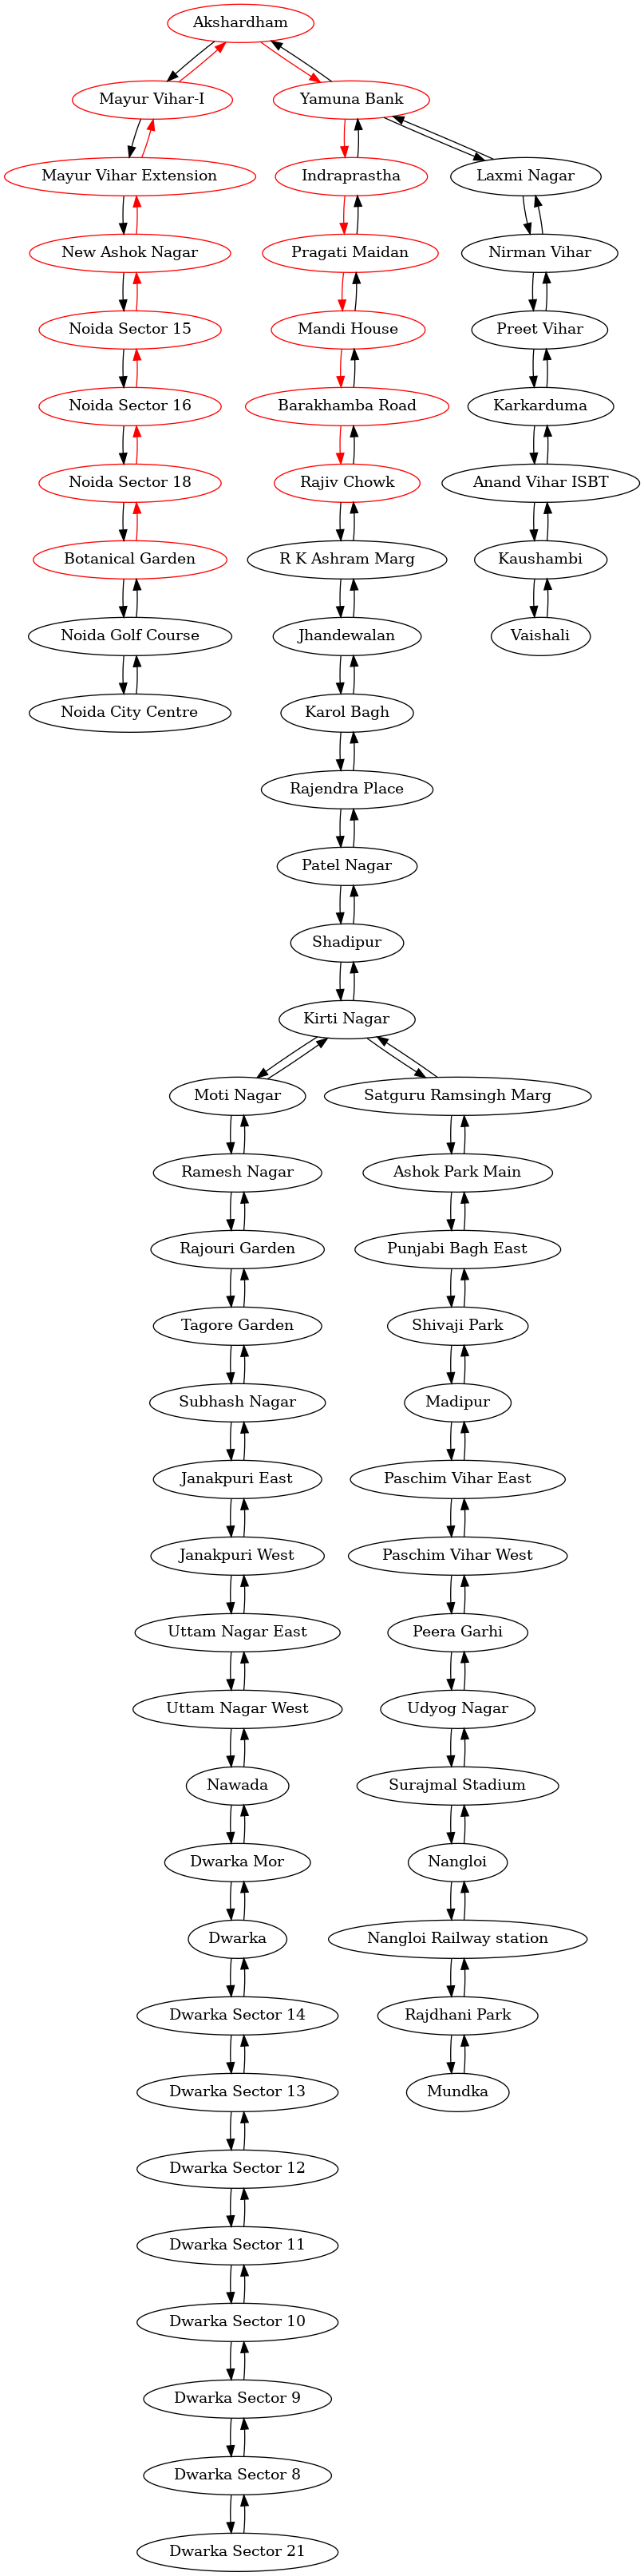 Akshardham
Mayur Vihar-I
Yamuna Bank
Mayur Vihar Extension
Indraprastha
Laxmi Nagar
New Ashok Nagar
Pragati Maidan
Nirman Vihar
Noida Sector 15
Mandi House
Preet Vihar
Noida Sector 16
Barakhamba Road
Karkarduma
Noida Sector 18
Rajiv Chowk
Anand Vihar ISBT
Botanical Garden
R K Ashram Marg
Kaushambi
Noida Golf Course
Jhandewalan
Vaishali
Noida City Centre
Karol Bagh
Rajendra Place
Patel Nagar
Shadipur
Kirti Nagar
Moti Nagar
Satguru Ramsingh Marg
Ramesh Nagar
Ashok Park Main
Rajouri Garden
Punjabi Bagh East
Tagore Garden
Shivaji Park
Subhash Nagar
Madipur
Janakpuri East
Paschim Vihar East
Janakpuri West
Paschim Vihar West
Uttam Nagar East
Peera Garhi
Uttam Nagar West
Udyog Nagar
Nawada
Surajmal Stadium
Dwarka Mor
Nangloi
Dwarka
Nangloi Railway station
Dwarka Sector 14
Rajdhani Park
Dwarka Sector 13
Mundka
Dwarka Sector 12
Dwarka Sector 11
Dwarka Sector 10
Dwarka Sector 9
Dwarka Sector 8
Dwarka Sector 21